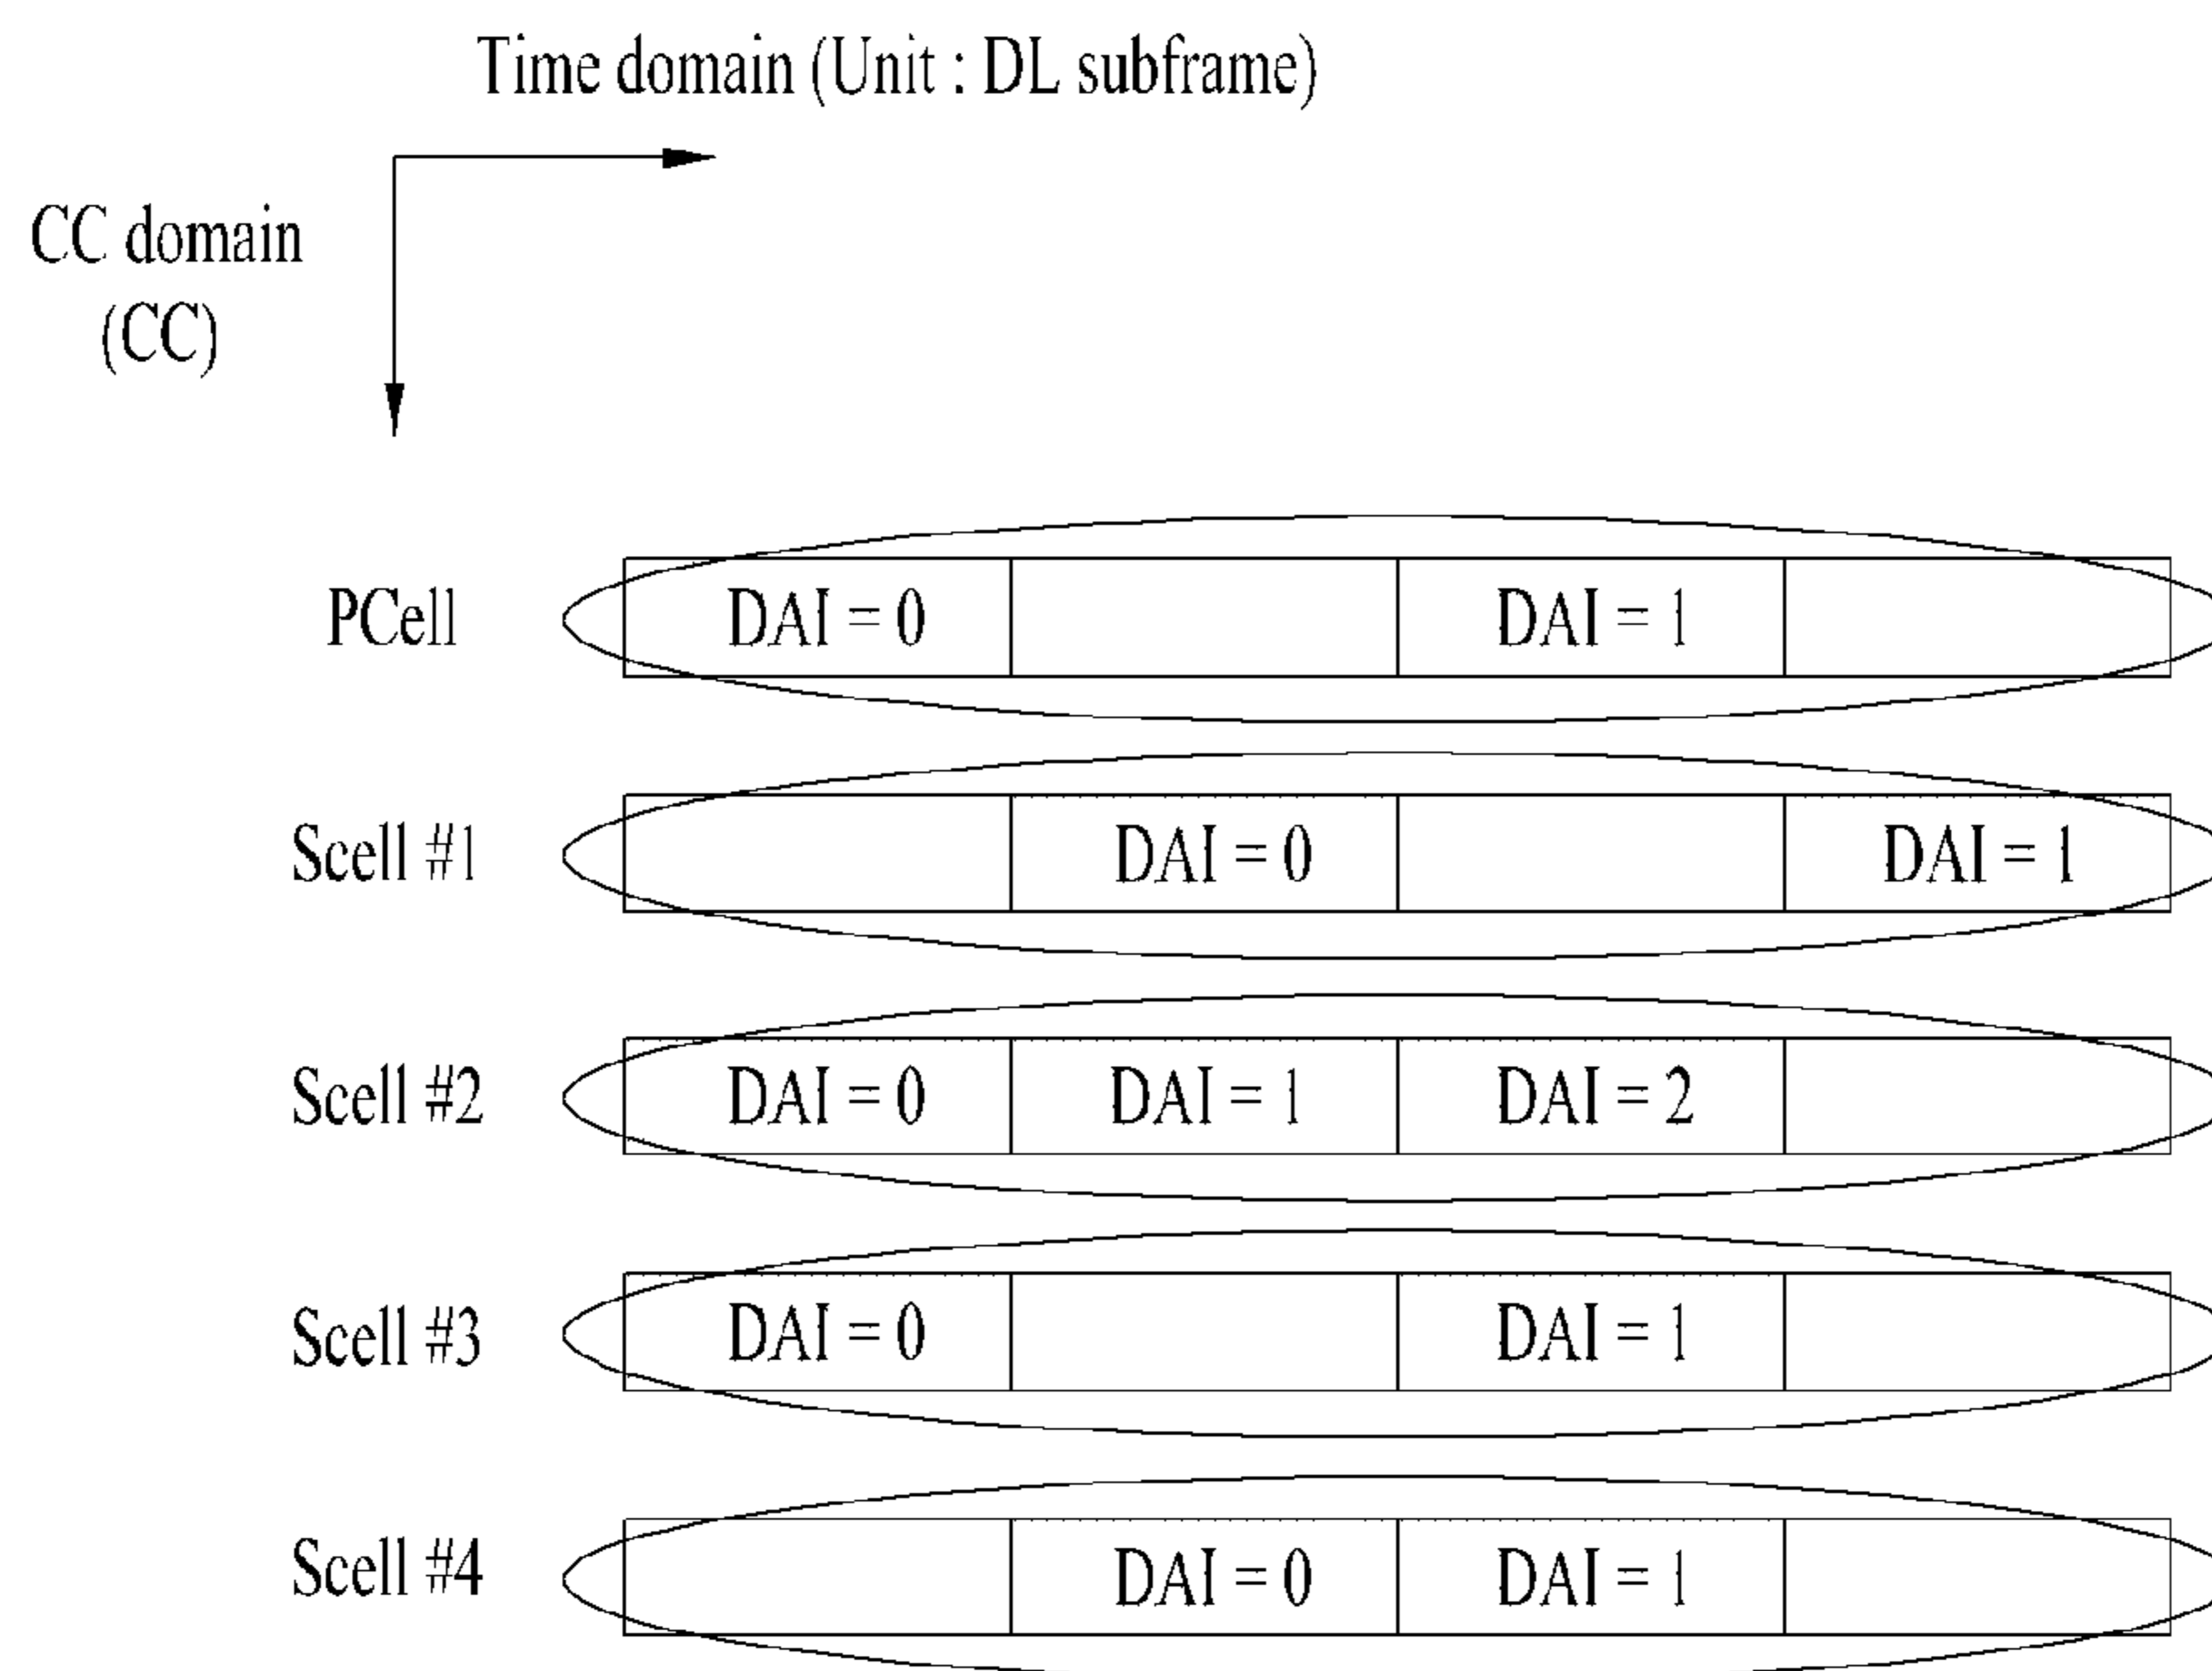 Time domain (Unit : DL subframe)
CC domain
(CC)
PCell DAI = 0 DAI = 1
Scell #1 DAI = 0 DAI = 1
Scell #2 DAI = 0 DAI = 1 DAI = 2
Scell #3 DAI = 0 DAI = 1
Scell #4 DAI = 0 DAI = 1